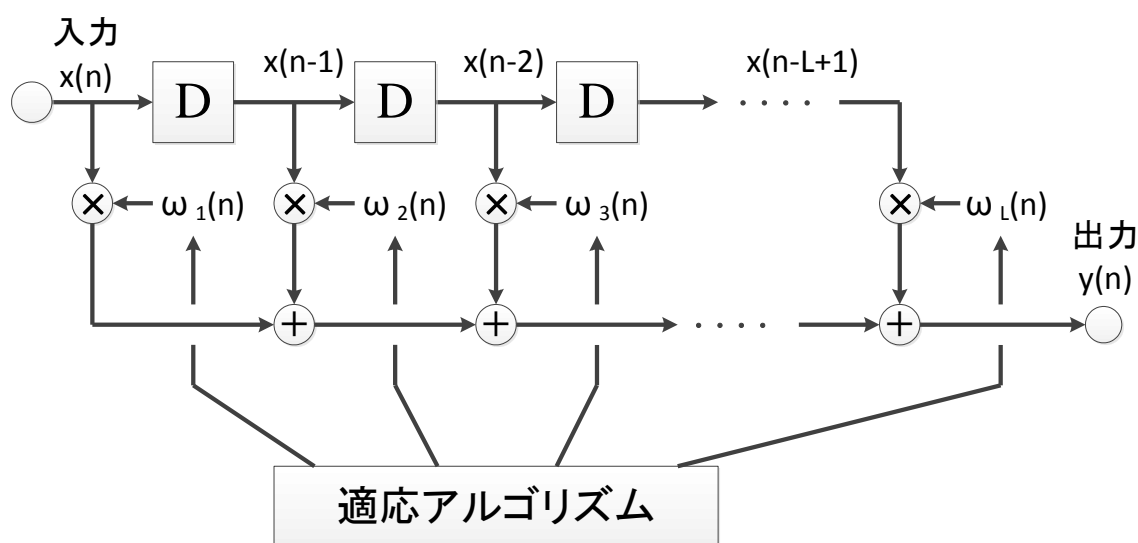 入力
x(n)
D
x(n-1)
D
x(n-2)
D
x(n-L+1)
· · · ·
×
ω 1(n)
×
ω 2(n)
×
ω 3(n)
×
ω L(n)
出力
y(n)
+
+
· · · ·
+
適応アルゴリズム